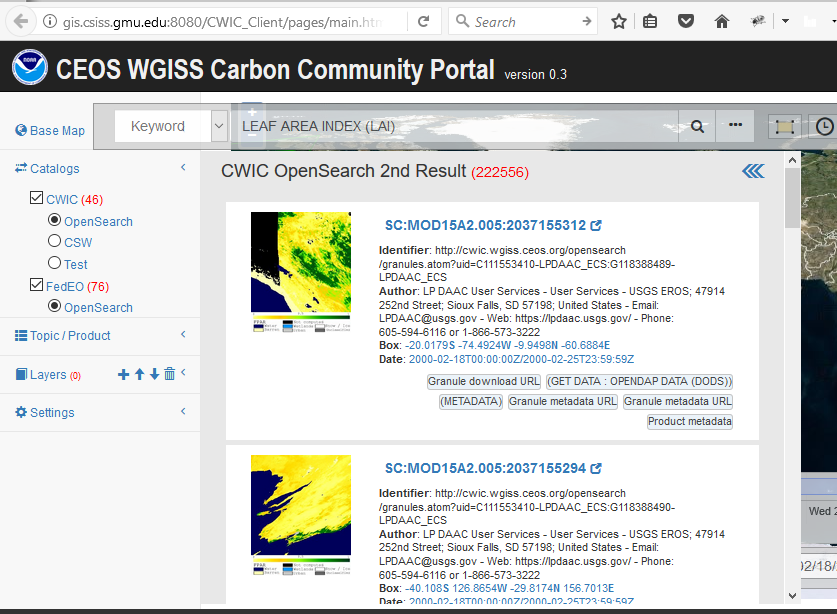 gis.csiss.gmu.edu:8080/CWIC_Client/pages/main.htm
Search
NOAA
CEOS WGISS Carbon Community Portal version 0.3
Base Map
Keyword
LEAF AREA INDEX (LAI)
Catalogs
CWIC (46)
OpenSearch
CSW
Test
FedEO (76)
OpenSearch
Topic / Product
Layers (0)
Settings
CWIC OpenSearch 2nd Result (222556)
SC:MOD15A2.005:2037155312
Identifier: http://cwic.wgiss.ceos.org/opensearch
/granules.atom?uid=C111553410-LPDAAC_ECS:G118388489-
LPDAAC_ECS
Author: LP DAAC User Services - User Services - USGS EROS; 47914
252nd Street; Sioux Falls, SD 57198; United States - Email:
LPDAAC@usgs.gov - Web: https://lpdaac.usgs.gov/ - Phone:
605-594-6116 or 1-866-573-3222
Box: -20.0179S -74.4924W -9.9498N -60.6884E
Date: 2000-02-18T00:00:00Z/2000-02-25T23:59:59Z
Granule download URL (GET DATA : OPENDAP DATA (DODS))
(METADATA) Granule metadata URL Granule metadata URL
Product metadata
SC:MOD15A2.005:2037155294
Identifier: http://cwic.wgiss.ceos.org/opensearch
/granules.atom?uid=C111553410-LPDAAC_ECS:G118388490-
LPDAAC_ECS
Author: LP DAAC User Services - User Services - USGS EROS; 47914
252nd Street; Sioux Falls, SD 57198; United States - Email:
LPDAAC@usgs.gov - Web: https://lpdaac.usgs.gov/ - Phone:
605-594-6116 or 1-866-573-3222
Box: -40.108S 126.8654W -29.8174N 156.7013E
Date: 2000-02-18T00:00:00Z/2000-02-25T23:59:59Z
Wed 2
02/18/